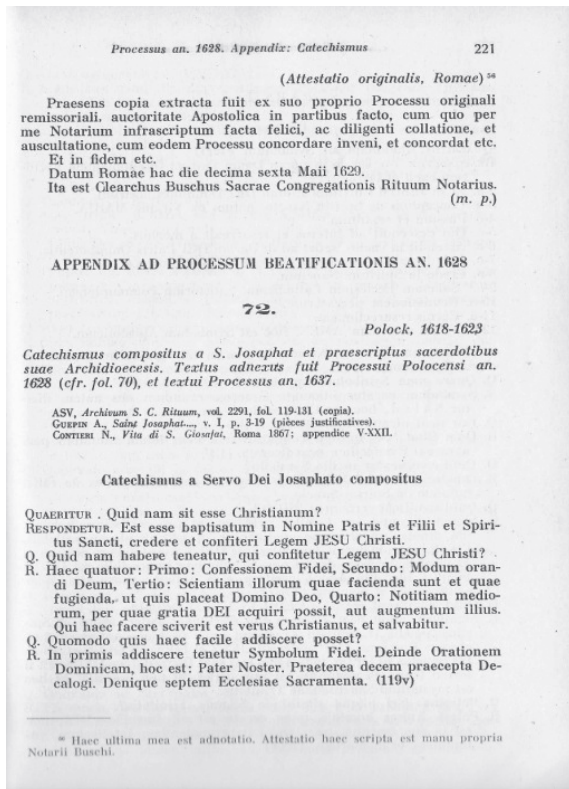 Processus an. 1628. Appendix: Catechismus 221
(Attestatio originalis, Romae) ⁵⁶
Praesens copia extracta fuit ex suo proprio Processu originali
remissoriali. auctoritate Apostolica in partibus facto, cum quo per
me Notarium infrascriptum facta felici, ac diligenti collatione, et
auscultatione, cum eodem Processu concordare inveni, et concordat etc.
Et in fidem etc.
Datum Romae hac die decima sexta Maii 1629.
Ita est Clearchus Buschus Sacrae Congregationis Rituum Notarius.
(m. p.)
APPENDIX AD PROCESSUM BEATIFICATIONIS AN. 1628
72.
Polock, 1618-1623
Catechismus compositus a S. Josaphat et praescriptus sacerdotibus
suae Archidioecesis. Textus adnexus fuit Processui Polocensi an.
1628 (cfr. fol. 70), et textui Processus an. 1637.
ASV, Archivum S. C. Rituum, vol. 2291, fol. 119-131 (copia).
GUEPIN A., Saint Josaphat..., v. I, p. 3-19 (pièces justificatives).
CONTIERI N., Vita di S. Giosafat, Roma 1867; appendice V-XXII.
Catechismus a Servo Dei Josaphato compositus
QUAERITUR . Quid nam sit esse Christianum?
RESPONDETUR. Est esse baptisatum in Nomine Patris et Filii et Spiri-
tus Sancti, credere et confiteri Legem JESU Christi.
Q. Quid nam habere teneatur, qui confitetur Legem JESU Christi?
R. Haec quatuor: Primo: Confessionem Fidei, Secundo: Modum oran-
di Deum, Tertio: Scientiam illorum quae facienda sunt et quae
fugienda, ut quis placeat Domino Deo, Quarto: Notitiam medio-
rum, per quae gratia DEI acquiri possit, aut augmentum illius.
Qui haec facere sciverit est verus Christianus, et salvabitur.
Q. Quomodo quis haec facile addiscere posset?
R. In primis addiscere tenetur Symbolum Fidei. Deinde Orationem
Dominicam, hoc est: Pater Noster. Praeterea decem praecepta De-
calogi. Denique septem Ecclesiae Sacramenta. (119v)
⁵⁶ Haec ultima mea est adnotatio. Attestatio haec scripta est manu propria
Notarii Buschi.